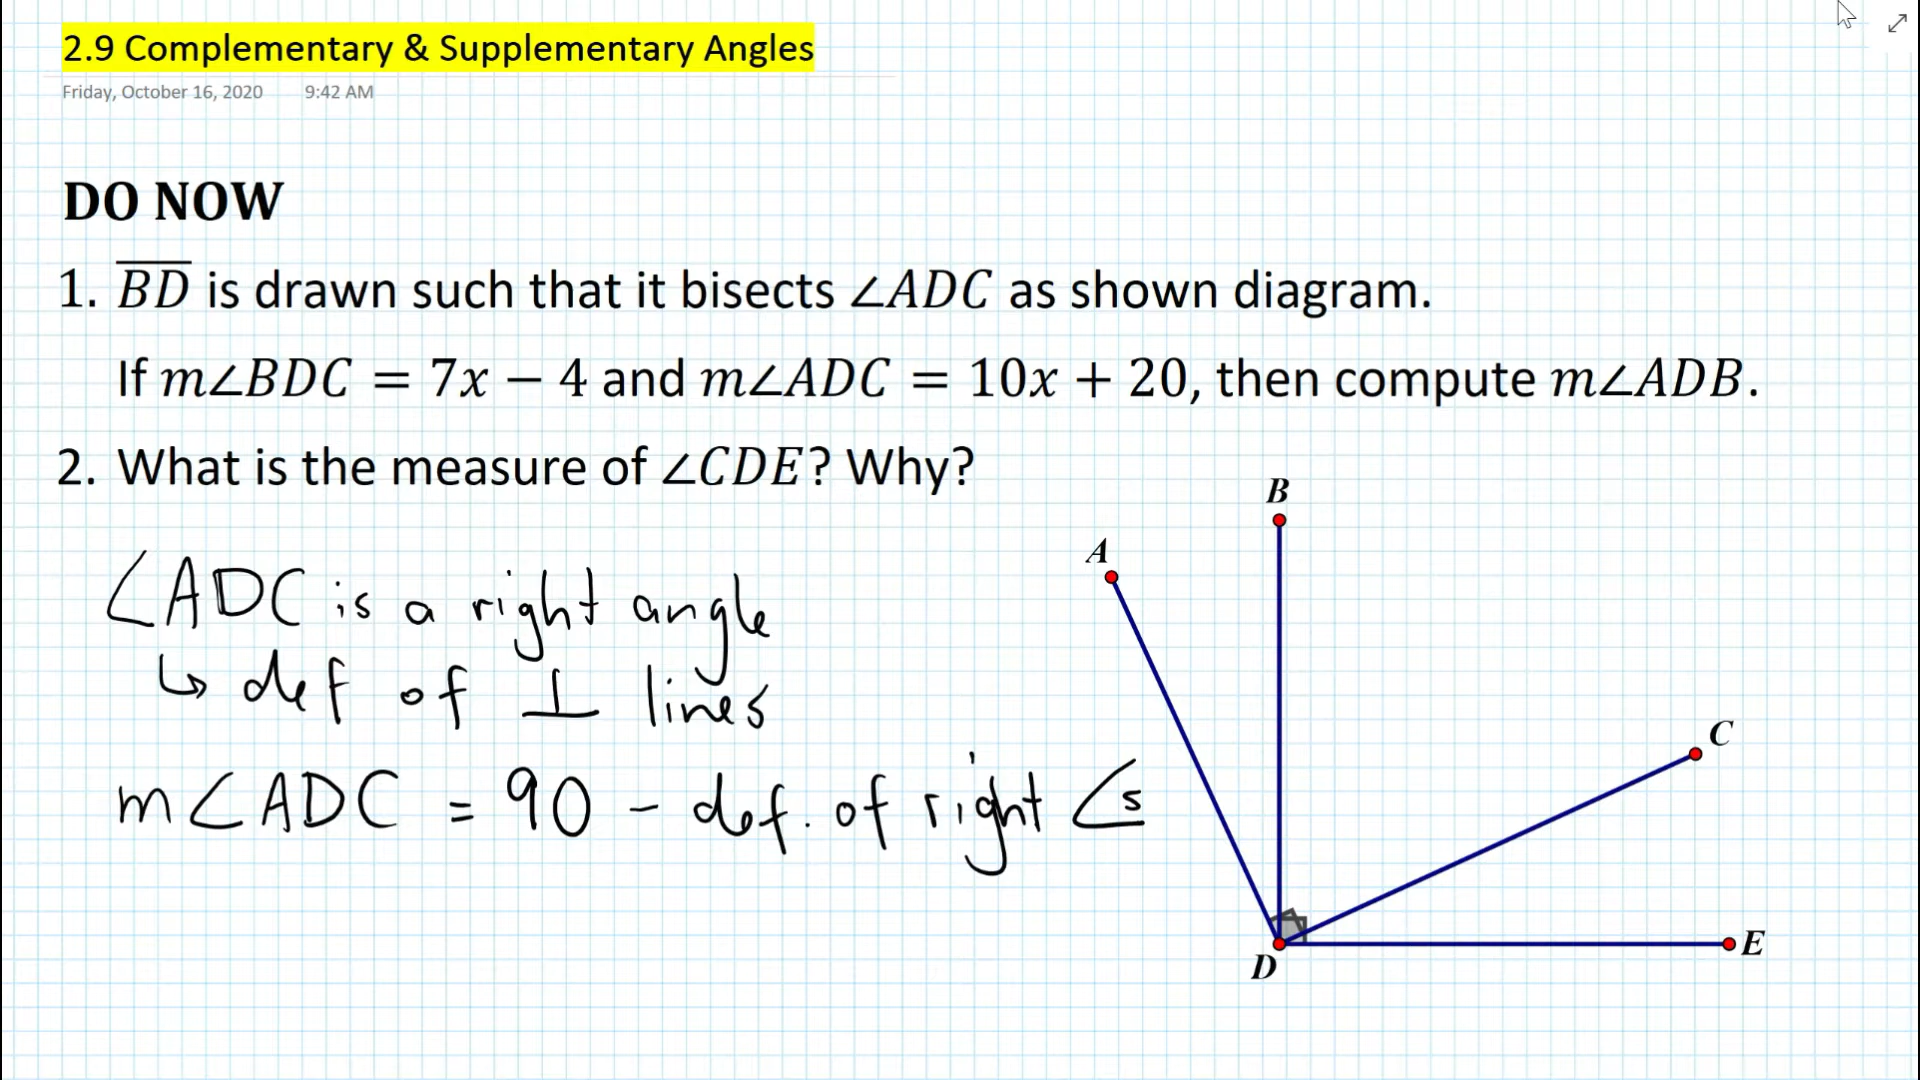 2.9 Complementary & Supplementary Angles
Friday, October 16, 2020 9:42 AM
DO NOW
1. B̅D̅ is drawn such that it bisects ∠ADC as shown diagram.
If m∠BDC = 7x − 4 and m∠ADC = 10x + 20, then compute m∠ADB.
2. What is the measure of ∠CDE? Why?
∠ADC is a right angle
↳ def of ⊥ lines
m∠ADC = 90 - def. of right ∠s
B
A
C
D
E